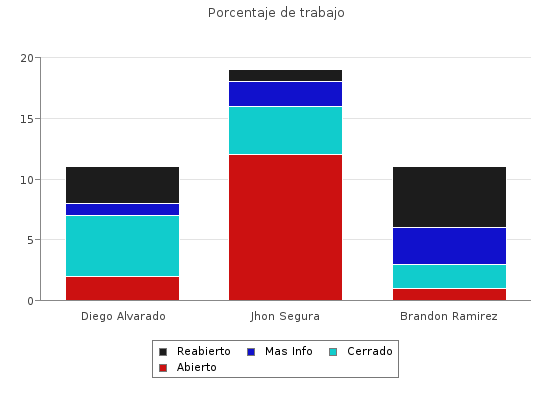 Porcentaje de trabajo
20
15
10
5
0
Diego Alvarado Jhon Segura Brandon Ramirez
Reabierto Mas Info Cerrado
Abierto